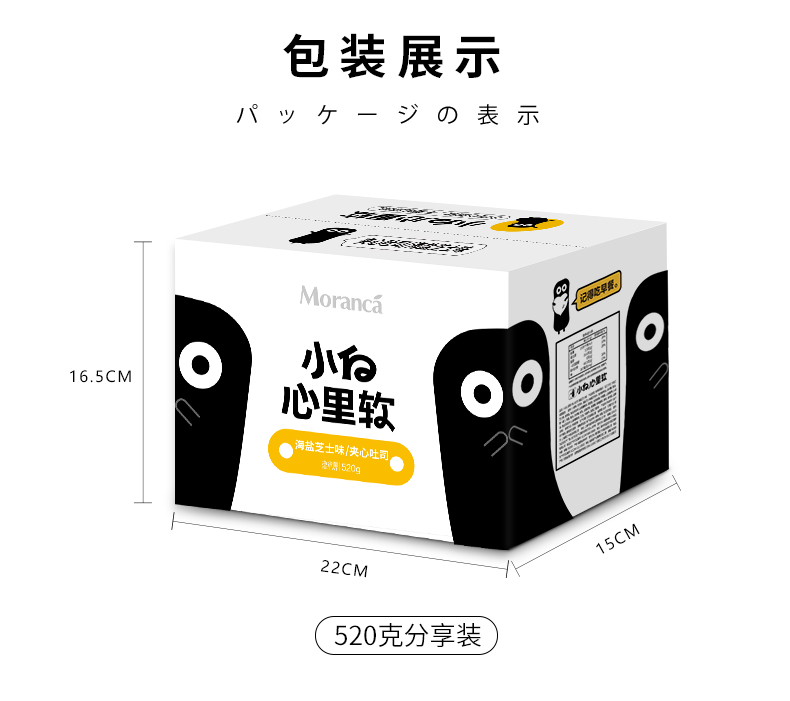 包装展示
パッケージの表示
Moranca
记得吃早餐。
16.5CM
小白
心里软
海盐芝士味/夹心吐司
净含量:520g
小白心里软
22CM
15CM
520克分享装